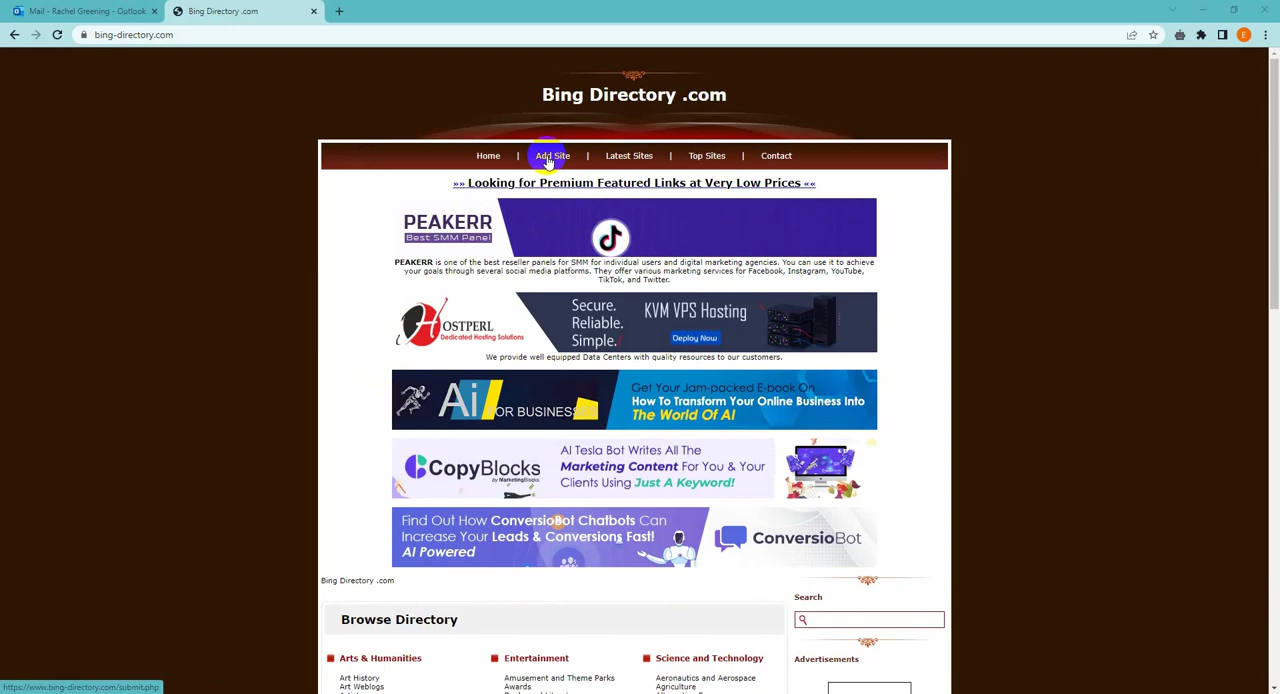 Mail - Rachel Greening - Outlook
Bing Directory .com
bing-directory.com
E
Bing Directory .com
Home | Add Site | Latest Sites | Top Sites | Contact
»» Looking for Premium Featured Links at Very Low Prices ««
PEAKERR
Best SMM Panel
PEAKERR is one of the best reseller panels for SMM for individual users and digital marketing agencies. You can use it to achieve
your goals through several social media platforms. They offer various marketing services for Facebook, Instagram, YouTube,
TikTok, and Twitter.
HOSTPERL
Dedicated Hosting Solutions
Secure.
Reliable.
Simple.
KVM VPS Hosting
Deploy Now
We provide well equipped Data Centers with quality resources to our customers.
Ai FOR BUSINESS
Get Your Jam-packed E-book On
How To Transform Your Online Business Into
The World Of AI
CopyBlocks
by MarketingBlocks
AI Tesla Bot Writes All The
Marketing Content For You & Your
Clients Using Just A Keyword!
Find Out How ConversioBot Chatbots Can
Increase Your Leads & Conversions Fast!
AI Powered
ConversioBot
Bing Directory .com
Search
Browse Directory
Advertisements
Arts & Humanities
Art History
Art Weblogs
Entertainment
Amusement and Theme Parks
Awards
Science and Technology
Aeronautics and Aerospace
Agriculture
https://www.bing-directory.com/submit.php